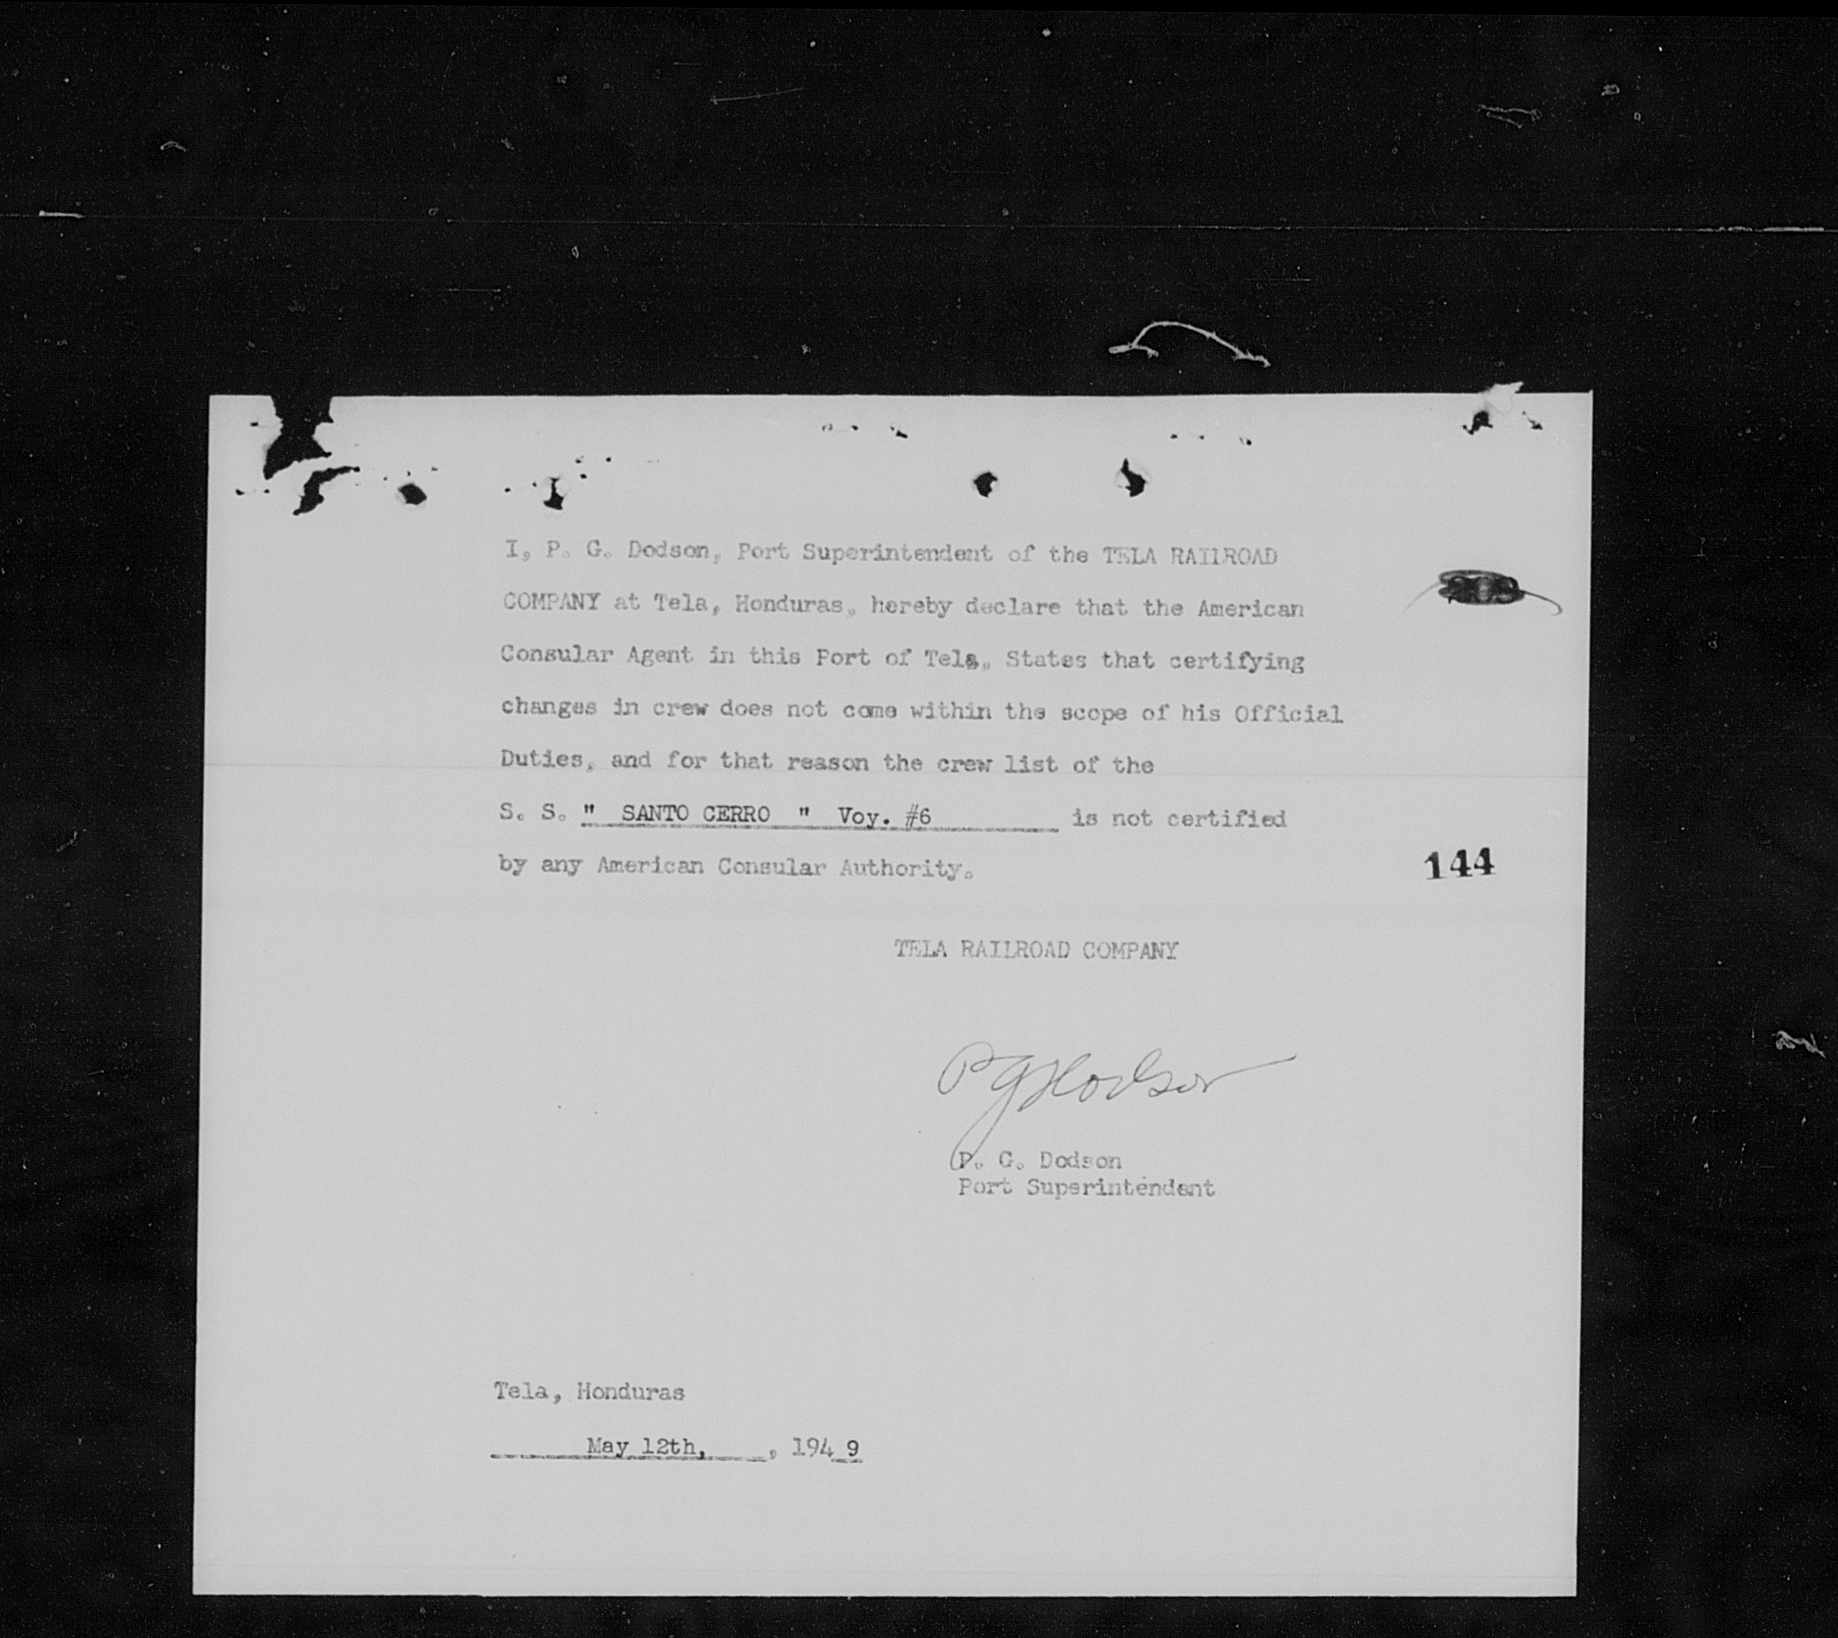 I, P. G. Dodson, Port Superintendent of the TELA RAIlROAD
COMPANY at Tela, Honduras, hereby declare that the American
Consular Agent in this Port of Tela, States that certifying
changes in crew does not come within the scope of his Official
Duties, and for that reason the crew list of the
S. S. " SANTO CERRO " Voy. #6 is not certified
by any American Consular Authority.
144
TELA RAILROAD COMPANY
P G Dodson
P. G. Dodson
Port Superintendent
Tela, Honduras
May 12th, , 194 9